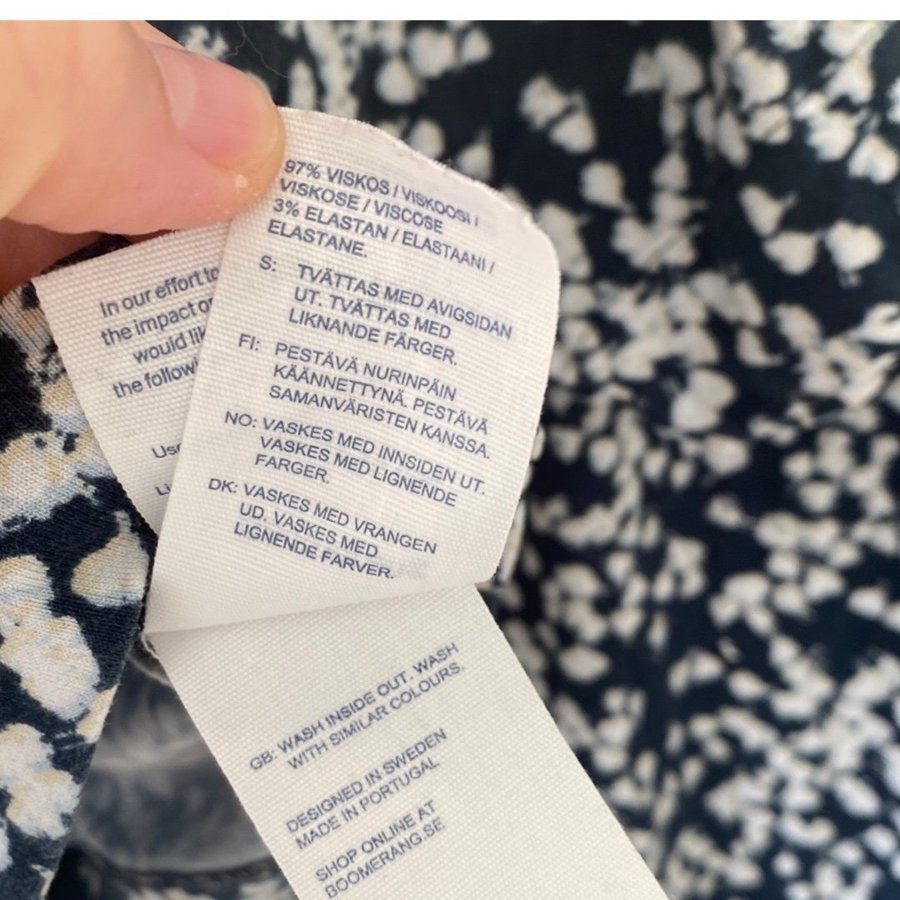 97% VISKOS / VISKOOSI /
VISKOSE / VISCOSE
3% ELASTAN / ELASTAANI /
ELASTANE.
S: TVÄTTAS MED AVIGSIDAN
UT. TVÄTTAS MED
LIKNANDE FÄRGER.
FI: PESTÄVÄ NURINPÄIN
KÄÄNNETTYNÄ. PESTÄVÄ
SAMANVÄRISTEN KANSSA.
NO: VASKES MED INNSIDEN UT.
VASKES MED LIGNENDE
FARGER.
DK: VASKES MED VRANGEN
UD. VASKES MED
LIGNENDE FARVER.
In our effort to
the impact o
would li
the follow
GB: WASH INSIDE OUT. WASH
WITH SIMILAR COLOURS.
DESIGNED IN SWEDEN
MADE IN PORTUGAL
SHOP ONLINE AT
BOOMERANG.SE